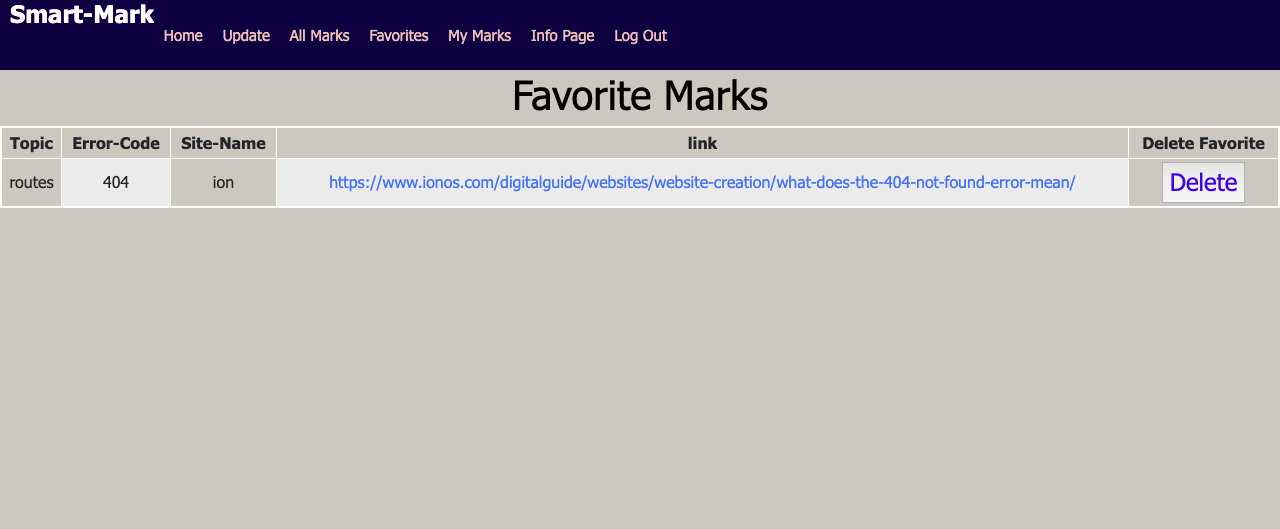 Smart-Mark
Home Update All Marks Favorites My Marks Info Page Log Out
Favorite Marks
Topic Error-Code Site-Name link Delete Favorite
routes 404 ion https://www.ionos.com/digitalguide/websites/website-creation/what-does-the-404-not-found-error-mean/ Delete